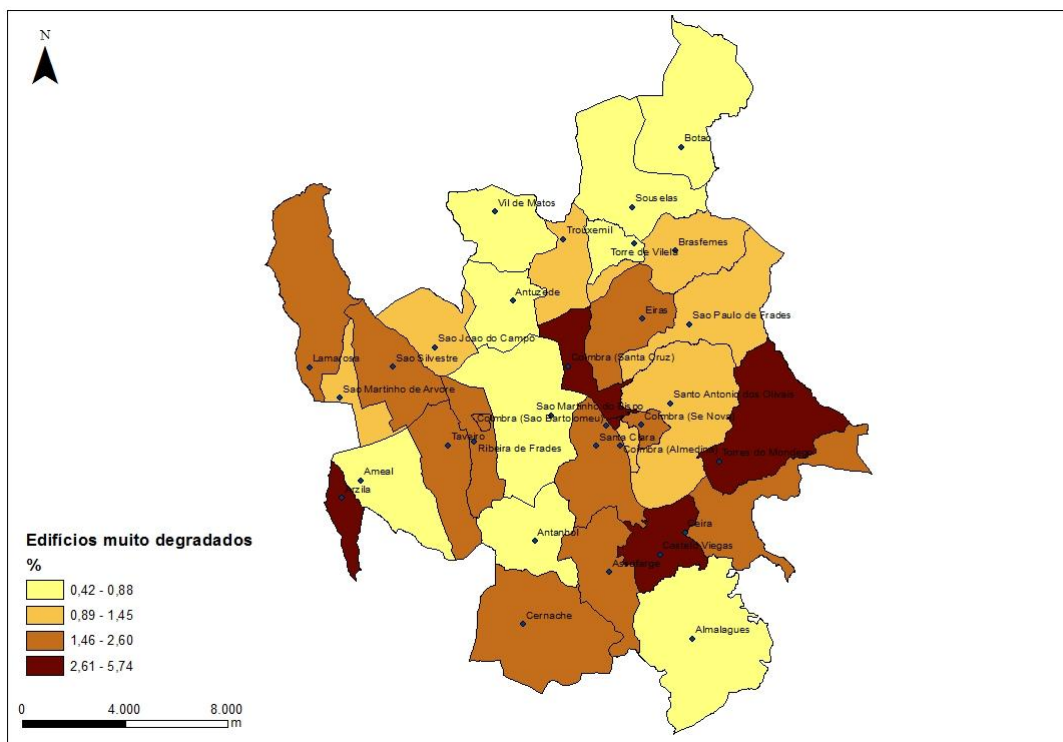 N
Botao
Souselas
Vil de Matos
Trouxemil
Torre de Vilela
Brasfemes
Antuzede
Eiras
Sao Paulo de Frades
Sao Joao do Campo
Lamarosa
Sao Silvestre
Coimbra (Santa Cruz)
Sao Martinho de Arvore
Santo Antonio dos Olivais
Sao Martinho do Bispo
Coimbra (Se Nova)
Coimbra (Sao Bartolomeu)
Taveiro
Ribeira de Frades
Santa Clara
Coimbra (Almedina)
Torres do Mondego
Ameal
Arzila
Antanhol
Ceira
Castelo Viegas
Assafarge
Cernache
Almalagues
Edifícios muito degradados
%
0,42 - 0,88
0,89 - 1,45
1,46 - 2,60
2,61 - 5,74
0 4.000 8.000
m